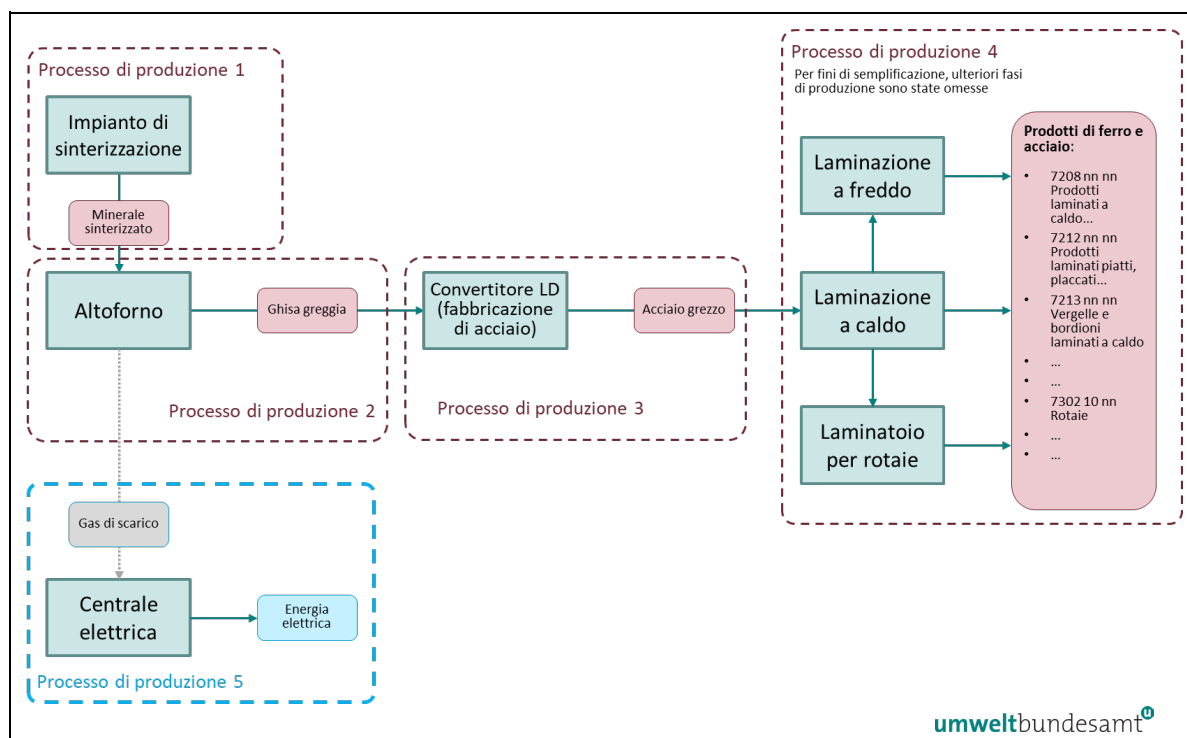 Processo di produzione 1
Impianto di
sinterizzazione
Minerale
sinterizzato
Altoforno
Ghisa greggia
Processo di produzione 2
Convertitore LD
(fabbricazione
di acciaio)
Acciaio grezzo
Processo di produzione 3
Processo di produzione 4
Per fini di semplificazione, ulteriori fasi
di produzione sono state omesse
Laminazione
a freddo
Laminazione
a caldo
Laminatoio
per rotaie
Prodotti di ferro e
acciaio:
• 7208 nn nn
Prodotti
laminati a
caldo...
• 7212 nn nn
Prodotti
laminati piatti,
placcati...
• 7213 nn nn
Vergelle e
bordioni
laminati a caldo
• ...
• ...
• 7302 10 nn
Rotaie
• ...
• ...
Gas di scarico
Centrale
elettrica
Energia
elettrica
Processo di produzione 5
umweltbundesamt u